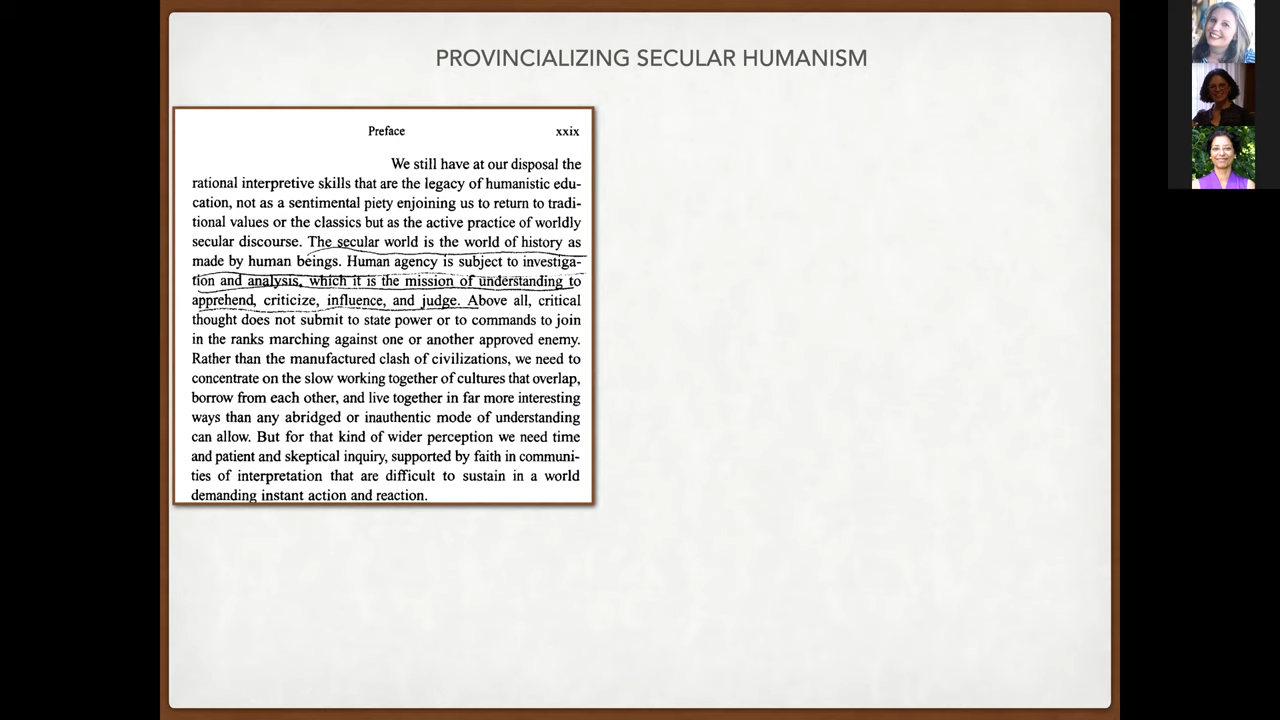 PROVINCIALIZING SECULAR HUMANISM
Preface xxix
We still have at our disposal the
rational interpretive skills that are the legacy of humanistic edu-
cation, not as a sentimental piety enjoining us to return to tradi-
tional values or the classics but as the active practice of worldly
secular discourse. The secular world is the world of history as
made by human beings. Human agency is subject to investiga-
tion and analysis, which it is the mission of understanding to
apprehend, criticize, influence, and judge. Above all, critical
thought does not submit to state power or to commands to join
in the ranks marching against one or another approved enemy.
Rather than the manufactured clash of civilizations, we need to
concentrate on the slow working together of cultures that overlap,
borrow from each other, and live together in far more interesting
ways than any abridged or inauthentic mode of understanding
can allow. But for that kind of wider perception we need time
and patient and skeptical inquiry, supported by faith in communi-
ties of interpretation that are difficult to sustain in a world
demanding instant action and reaction.